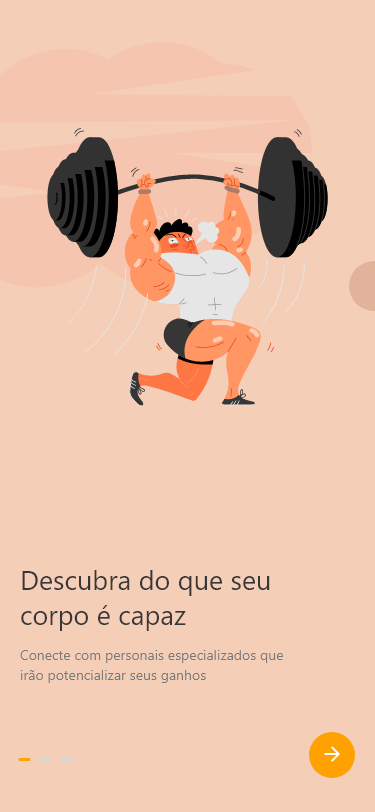 Descubra do que seu
corpo é capaz
Conecte com personais especializados que
irão potencializar seus ganhos